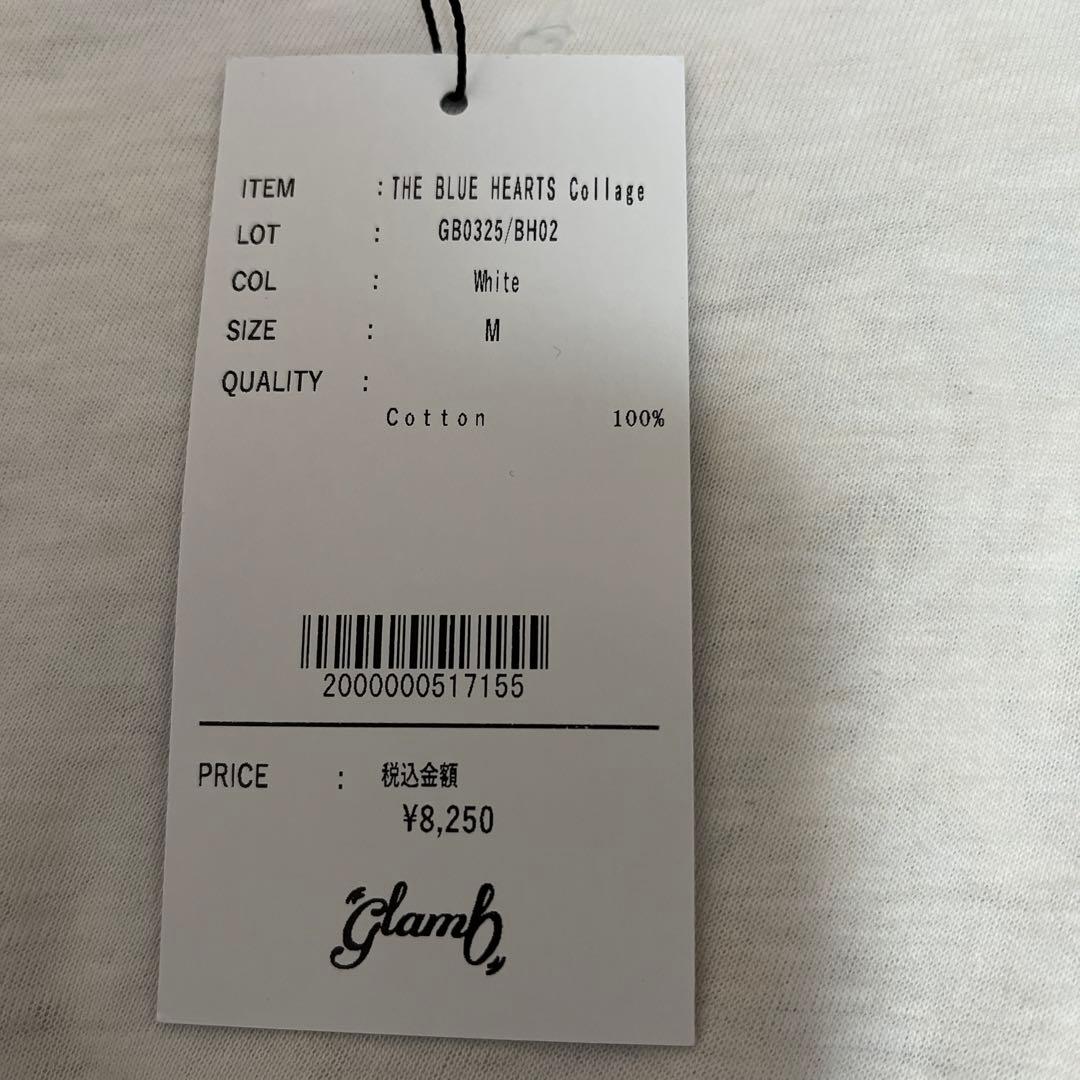 ITEM : THE BLUE HEARTS Collage
LOT : GB0325/BH02
COL : White
SIZE : M
QUALITY :
Cotton 100%
2000000517155
PRICE : 税込金額
¥8,250
glamb